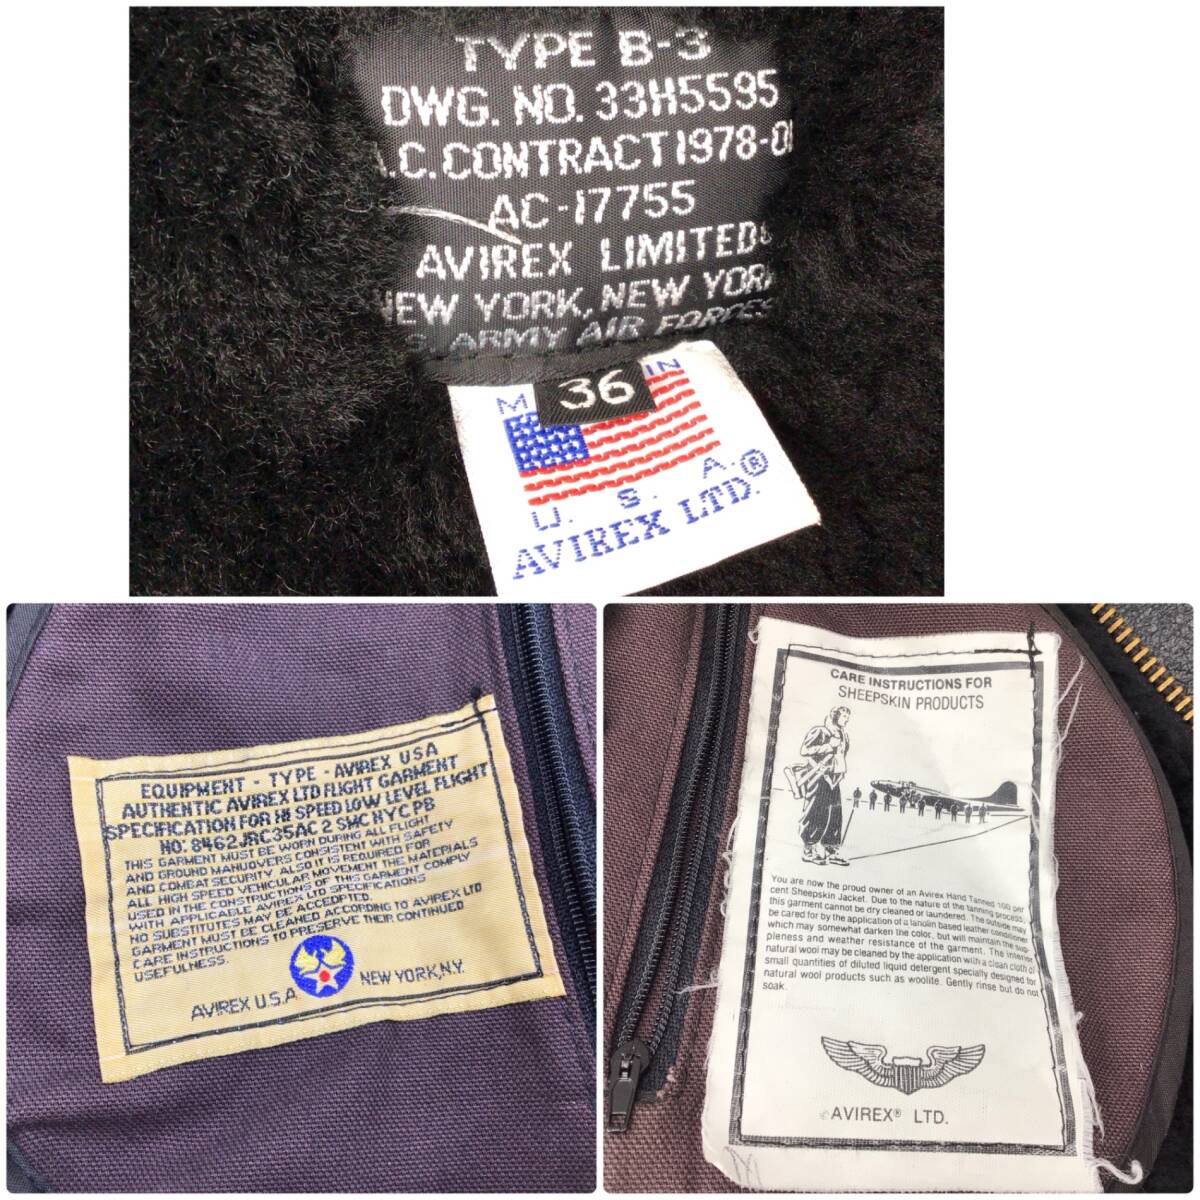 TYPE B-3
DWG. NO. 33H5595
A.C. CONTRACT 1978-01
AC-17755
AVIREX LIMITED
NEW YORK, NEW YORK
ARMY AIR FORCES
M IN
36
U. S. A.
AVIREX LTD.®
EQUIPMENT - TYPE - AVIREX USA
AUTHENTIC AVIREX LTD FLIGHT GARMENT
SPECIFICATION FOR HI SPEED LOW LEVEL FLIGHT
NO. 8462JRC35AC 2 SMC NYC PB
THIS GARMENT MUST BE WORN DURING ALL FLIGHT
AND GROUND MANUOVERS CONSISTENT WITH SAFETY
AND COMBAT SECURITY. ALSO IT IS REQUIRED FOR
ALL HIGH SPEED VEHICULAR MOVEMENT THE MATERIALS
USED IN THE CONSTRUCTIONS OF THIS GARMENT COMPLY
WITH APPLICABLE AVIREX LTD SPECIFICATIONS
NO SUBSTITUTES MAY BE ACCEDPTED.
GARMENT MUST BE CLEANED ACCORDING TO AVIREX LTD
CARE INSTRUCTIONS TO PRESERVE THEIR CONTINUED
USEFULNESS.
AVIREX U.S.A. NEW YORK,N.Y.
CARE INSTRUCTIONS FOR
SHEEPSKIN PRODUCTS
You are now the proud owner of an Avirex Hand Tanned 100 per
cent Sheepskin Jacket. Due to the nature of the tanning process,
this garment cannot be dry cleaned or laundered. The outside may
be cared for by the application of a lanolin based leather conditioner
which may somewhat darken the color, but will maintain the sup-
pleness and weather resistance of the garment. The interior
natural wool may be cleaned by the application with a clean cloth of
small quantities of diluted liquid detergent specially designed for
natural wool products such as woolite. Gently rinse but do not
soak.
©AVIREX® LTD.